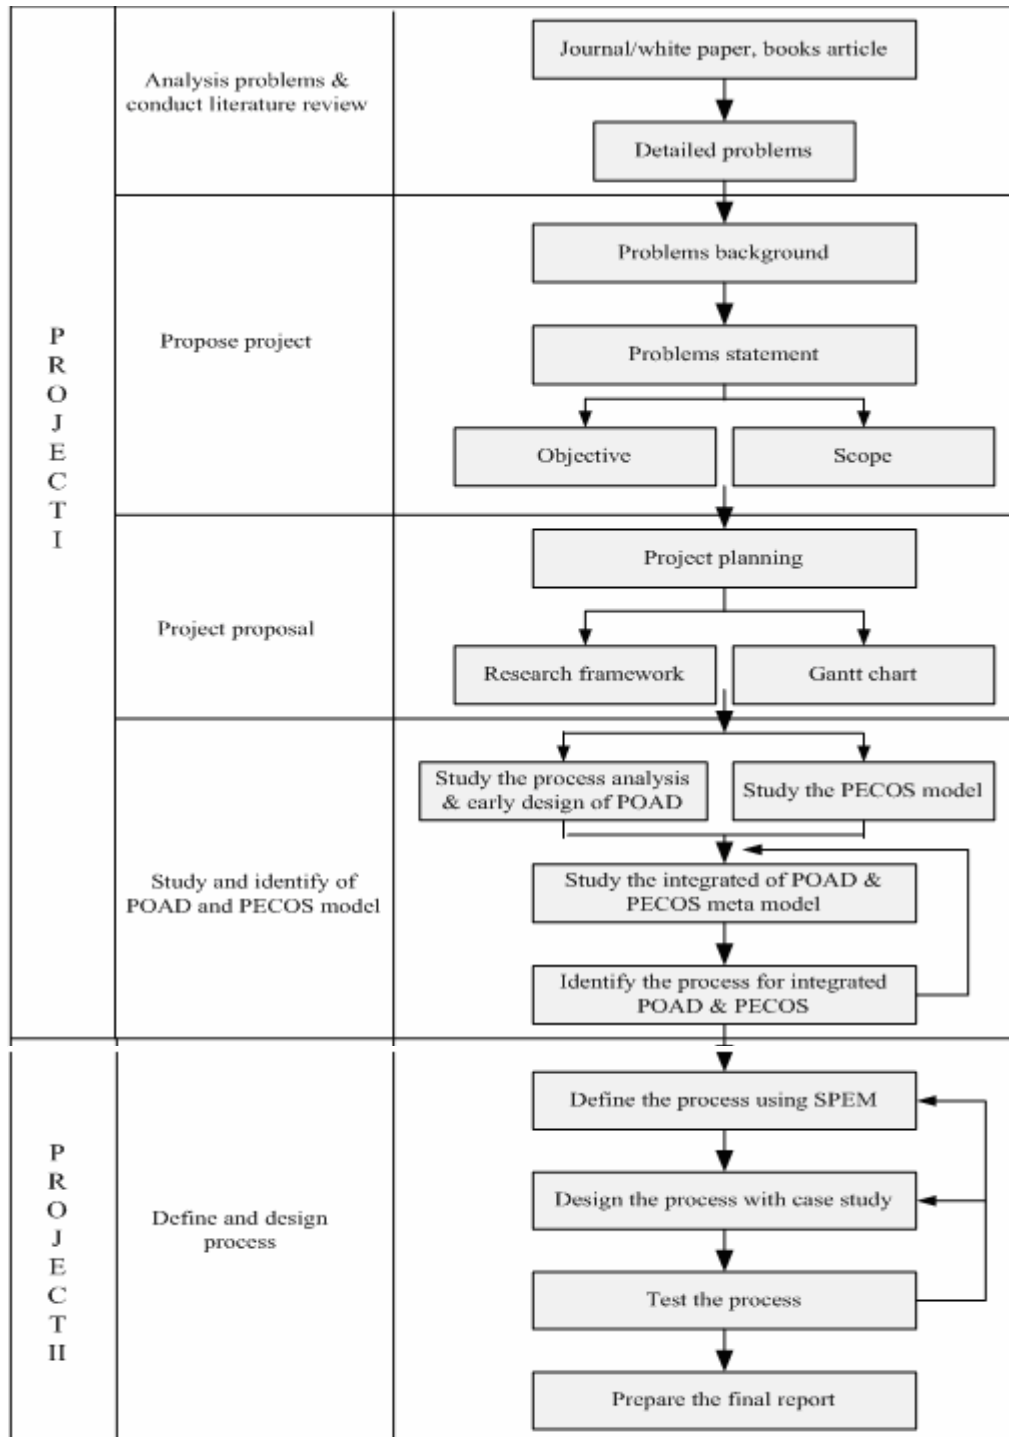 Journal/white paper, books article
Analysis problems &
conduct literature review
Detailed problems
Problems background
Propose project
Problems statement
Objective
Scope
P
R
O
J
E
C
T
I
Project planning
Project proposal
Research framework
Gantt chart
Study the process analysis
& early design of POAD
Study the PECOS model
Study and identify of
POAD and PECOS model
Study the integrated of POAD &
PECOS meta model
Identify the process for integrated
POAD & PECOS
P
R
O
J
E
C
T
II
Define and design
process
Define the process using SPEM
Design the process with case study
Test the process
Prepare the final report